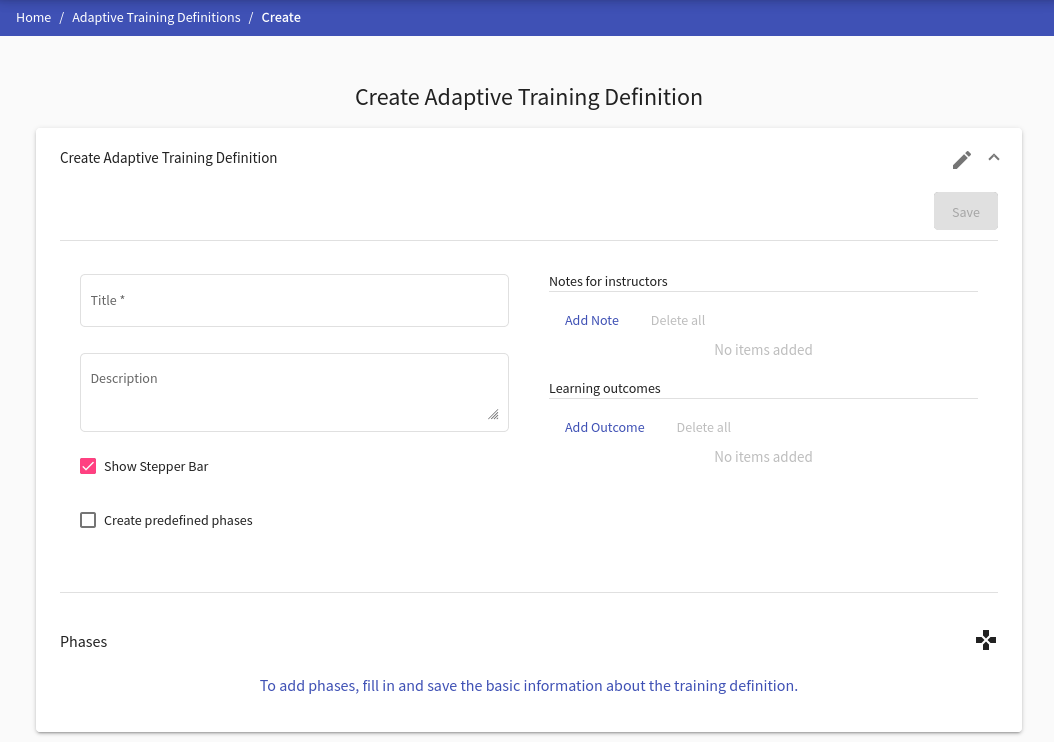 Home / Adaptive Training Definitions / Create
Create Adaptive Training Definition
Create Adaptive Training Definition
Save
Title *
Description
Show Stepper Bar
Create predefined phases
Notes for instructors
Add Note Delete all
No items added
Learning outcomes
Add Outcome Delete all
No items added
Phases
To add phases, fill in and save the basic information about the training definition.